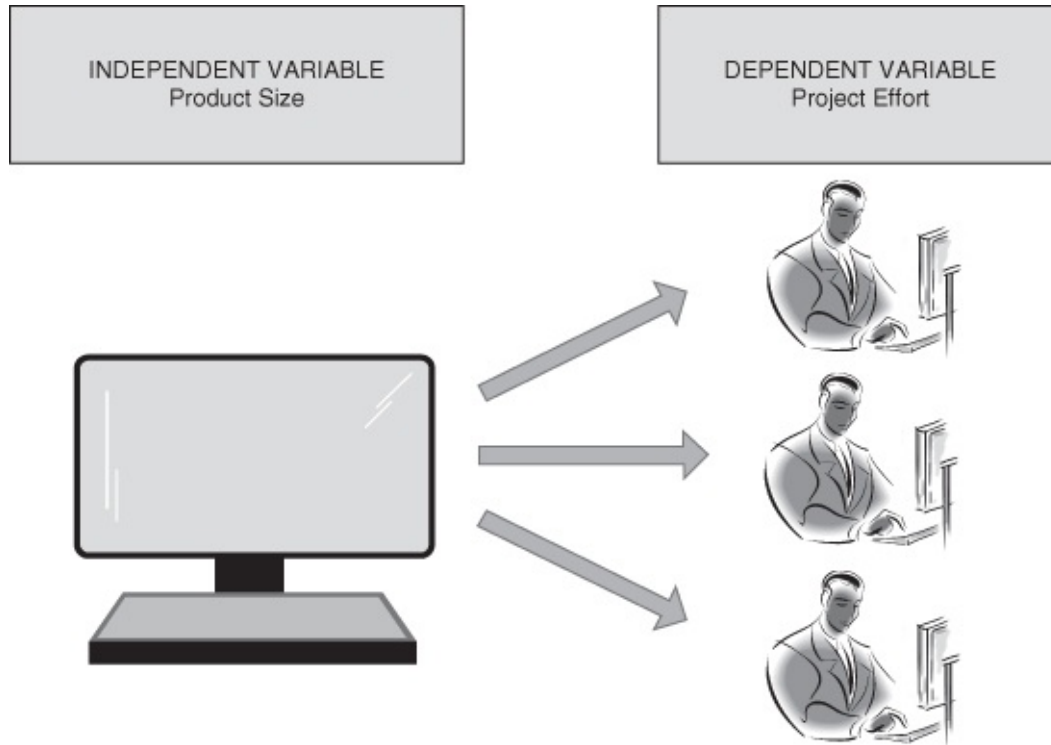 INDEPENDENT VARIABLE
Product Size
DEPENDENT VARIABLE
Project Effort